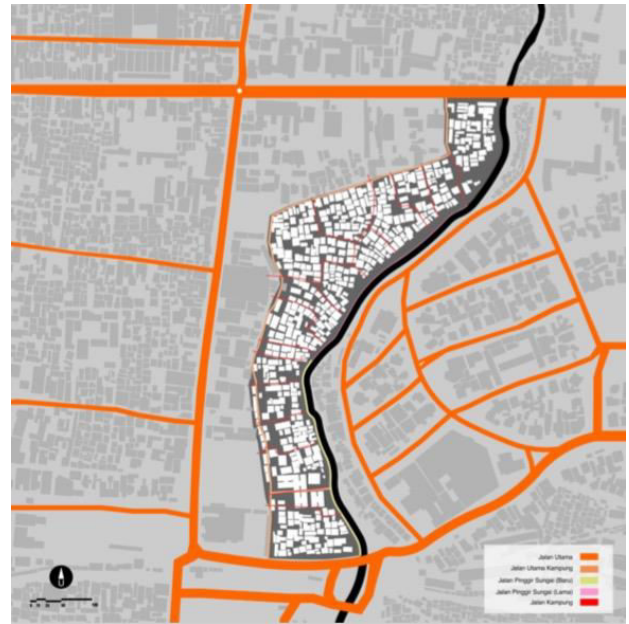 Jalan Utama
Jalan Utama Kampung
Jalan Pinggir Sungai (Baru)
Jalan Pinggir Sungai (Lama)
Jalan Kampung